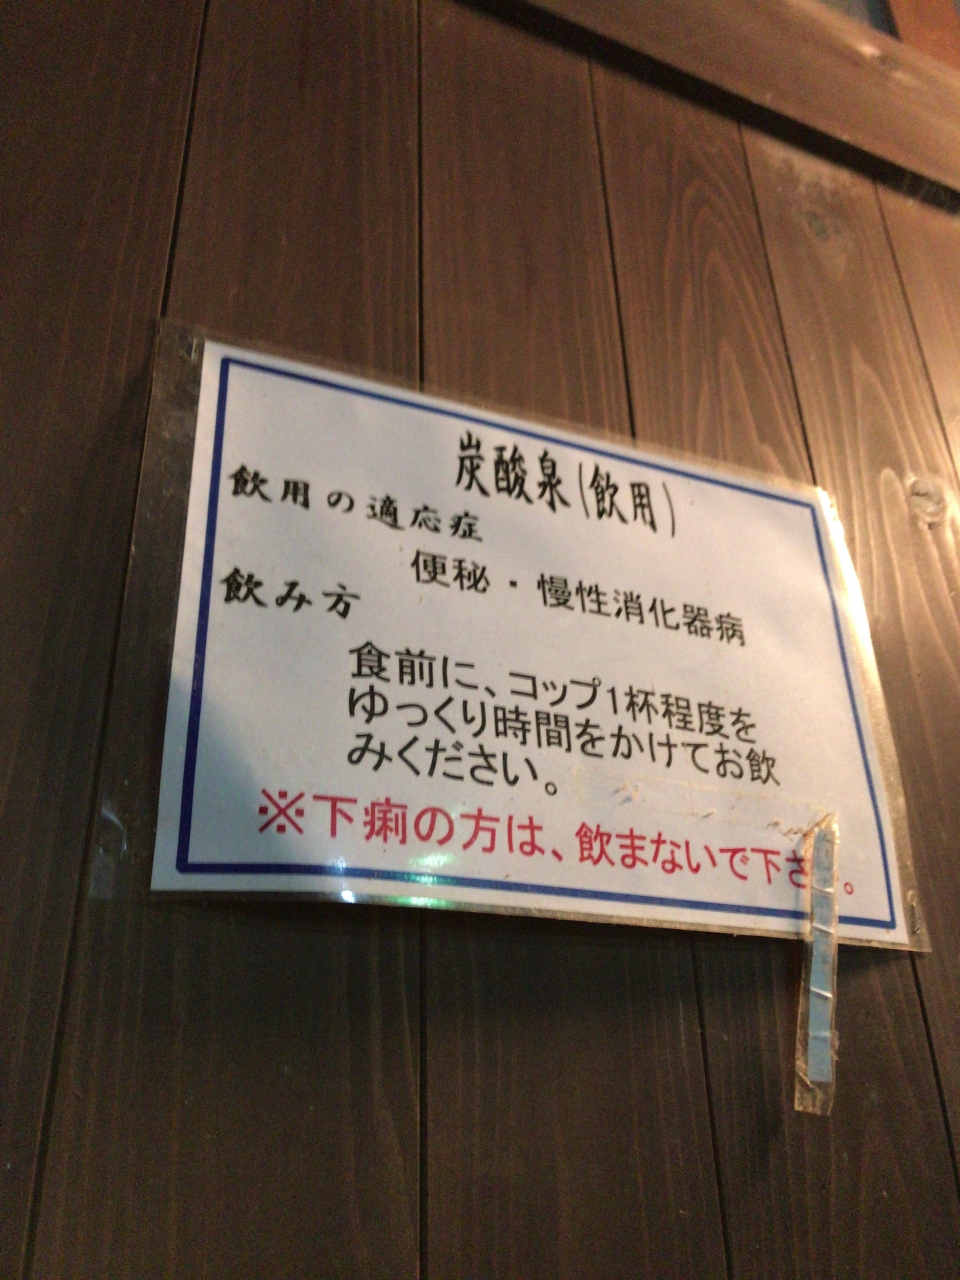 炭酸泉(飲用)
飲用の適応症
便秘・慢性消化器病
飲み方
食前に、コップ1杯程度を
ゆっくり時間をかけてお飲
みください。
※下痢の方は、飲まないで下さ。